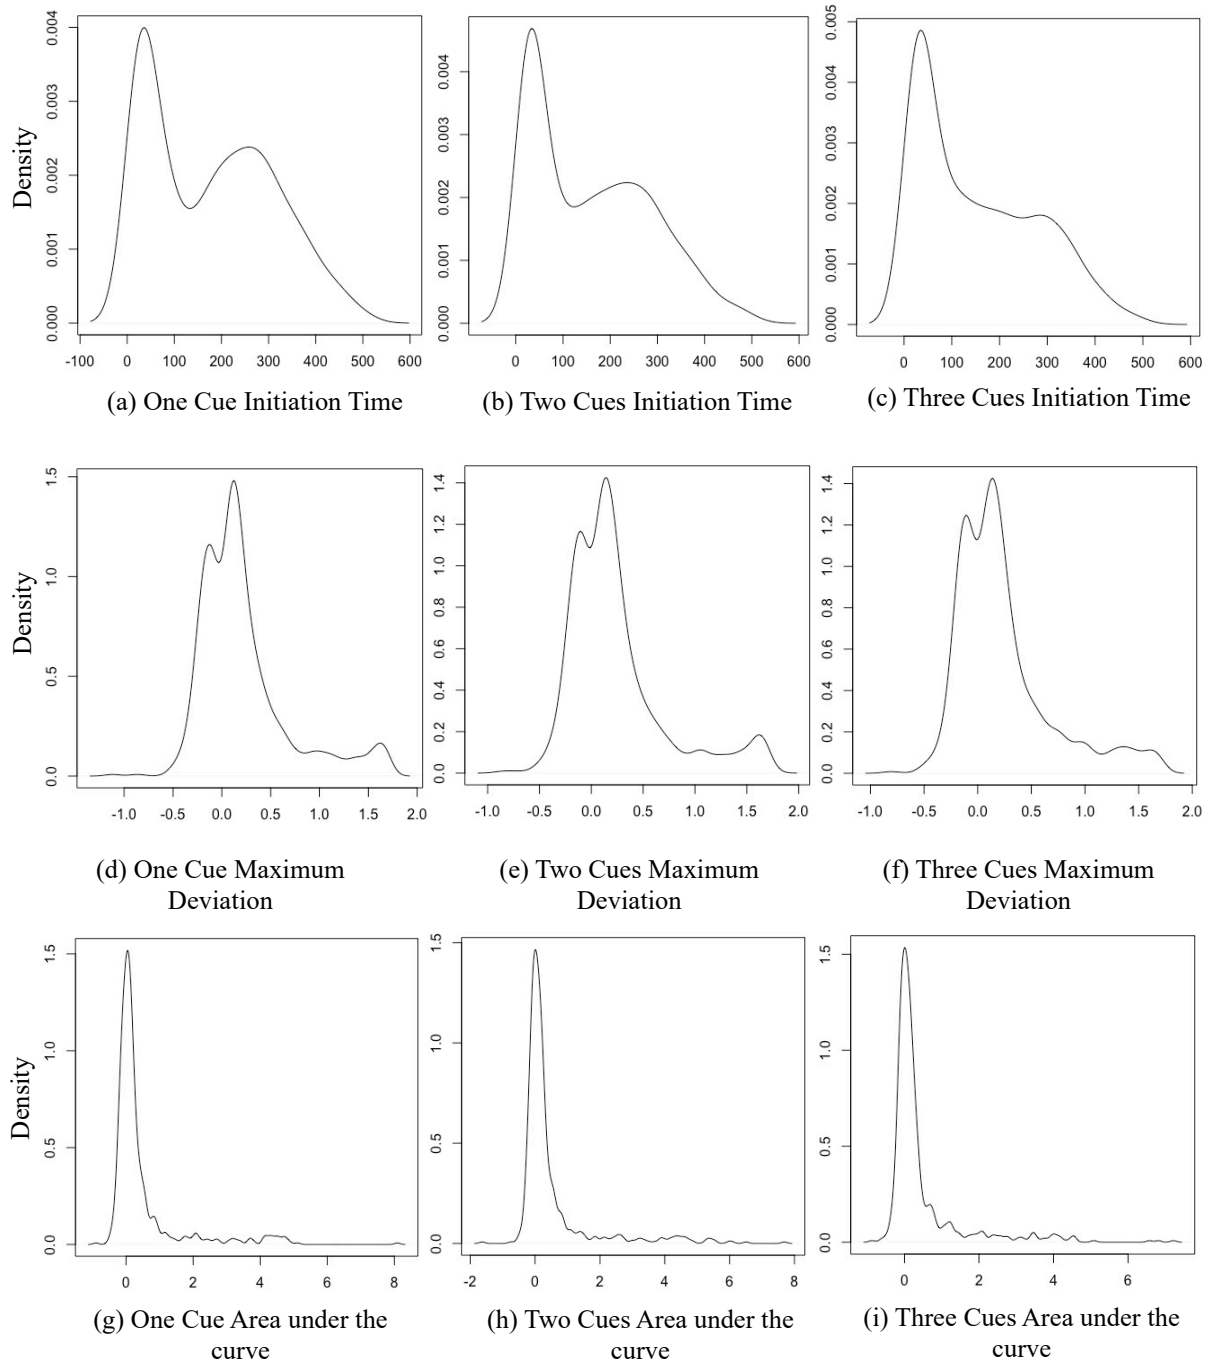 0.000 0.001 0.002 0.003 0.004
Density
-100 0 100 200 300 400 500 600
(a) One Cue Initiation Time
0.000 0.001 0.002 0.003 0.004
0 100 200 300 400 500 600
(b) Two Cues Initiation Time
0.000 0.001 0.002 0.003 0.004 0.005
0 100 200 300 400 500 600
(c) Three Cues Initiation Time
0.0 0.5 1.0 1.5
Density
-1.0 -0.5 0.0 0.5 1.0 1.5 2.0
(d) One Cue Maximum
Deviation
0.0 0.2 0.4 0.6 0.8 1.0 1.2 1.4
-1.0 -0.5 0.0 0.5 1.0 1.5 2.0
(e) Two Cues Maximum
Deviation
0.0 0.2 0.4 0.6 0.8 1.0 1.2 1.4
-1.0 -0.5 0.0 0.5 1.0 1.5 2.0
(f) Three Cues Maximum
Deviation
0.0 0.5 1.0 1.5
Density
0 2 4 6 8
(g) One Cue Area under the
curve
0.0 0.5 1.0 1.5
-2 0 2 4 6 8
(h) Two Cues Area under the
curve
0.0 0.5 1.0 1.5
0 2 4 6
(i) Three Cues Area under the
curve